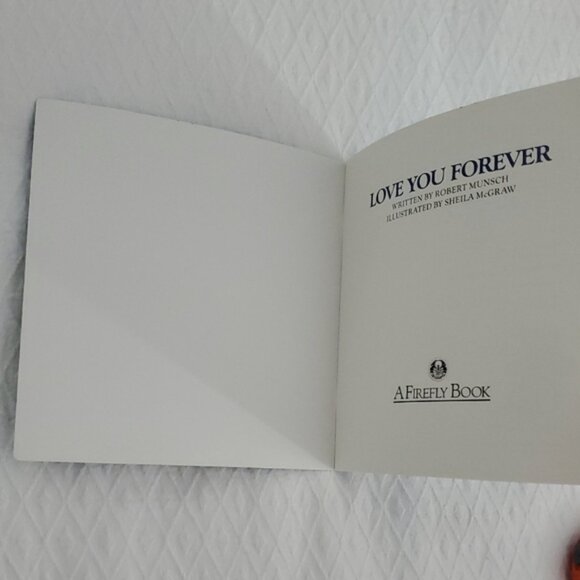 LOVE YOU FOREVER
WRITTEN BY ROBERT MUNSCH
ILLUSTRATED BY SHEILA McGRAW
A FIREFLY BOOK